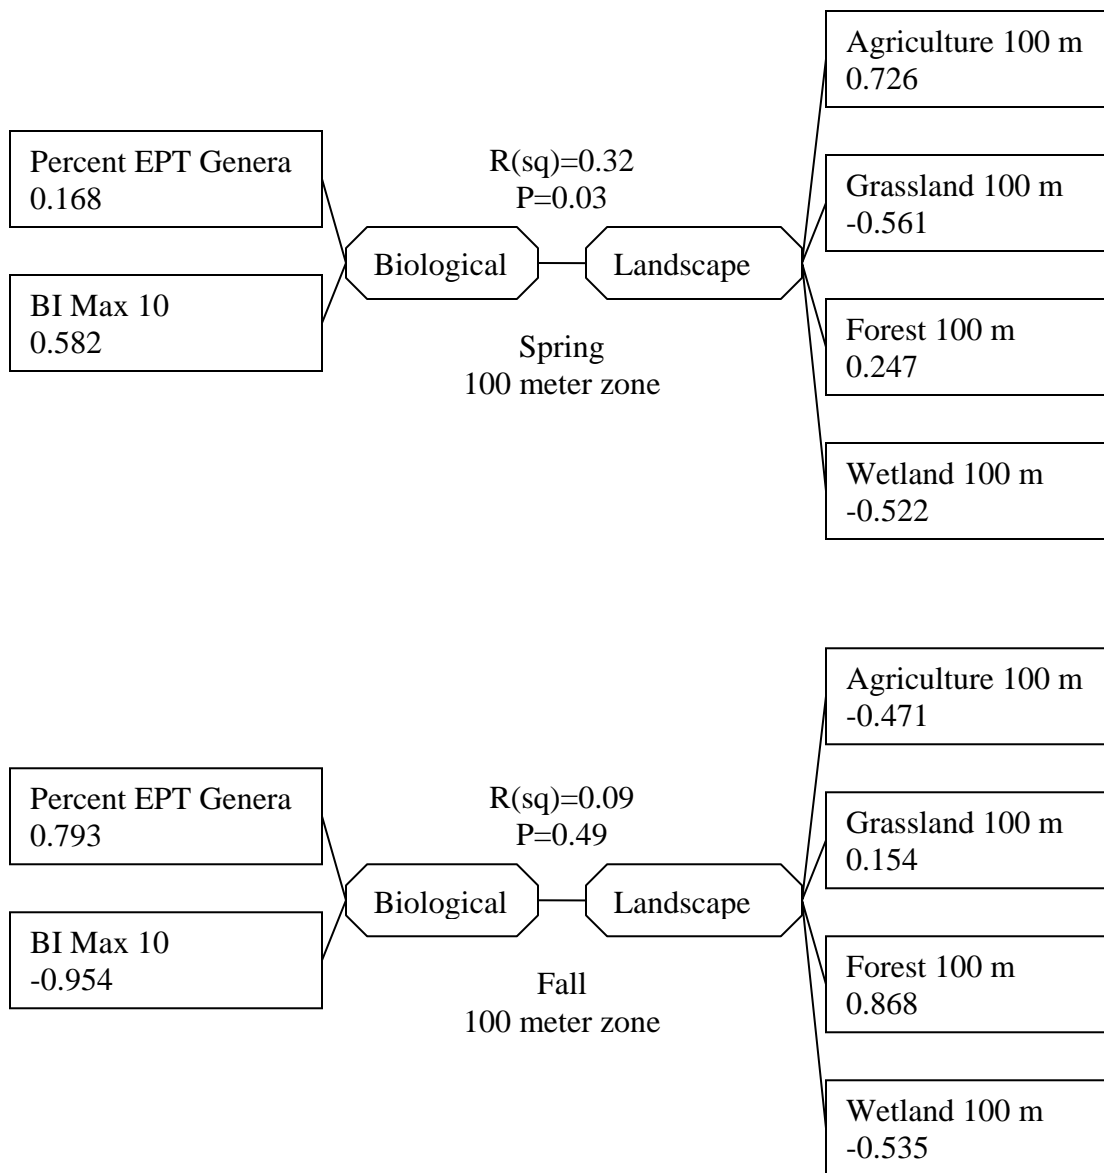 Agriculture 100 m
0.726
Percent EPT Genera
0.168
R(sq)=0.32
P=0.03
Grassland 100 m
-0.561
Biological
Landscape
BI Max 10
0.582
Spring
100 meter zone
Forest 100 m
0.247
Wetland 100 m
-0.522
Agriculture 100 m
-0.471
Percent EPT Genera
0.793
R(sq)=0.09
P=0.49
Grassland 100 m
0.154
Biological
Landscape
BI Max 10
-0.954
Fall
100 meter zone
Forest 100 m
0.868
Wetland 100 m
-0.535